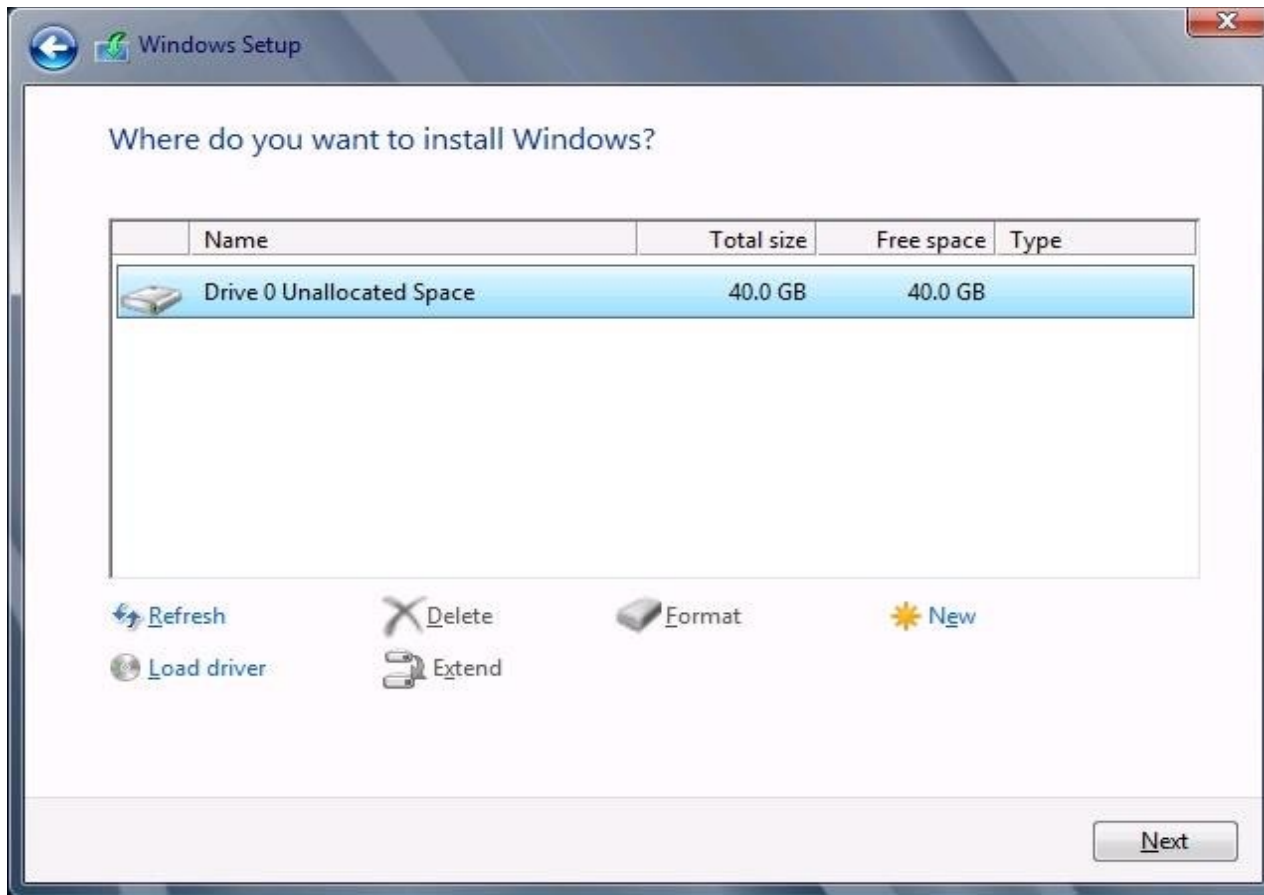 Windows Setup
Where do you want to install Windows?
Name Total size Free space Type
Drive 0 Unallocated Space 40.0 GB 40.0 GB
Refresh Delete Format New
Load driver Extend
Next